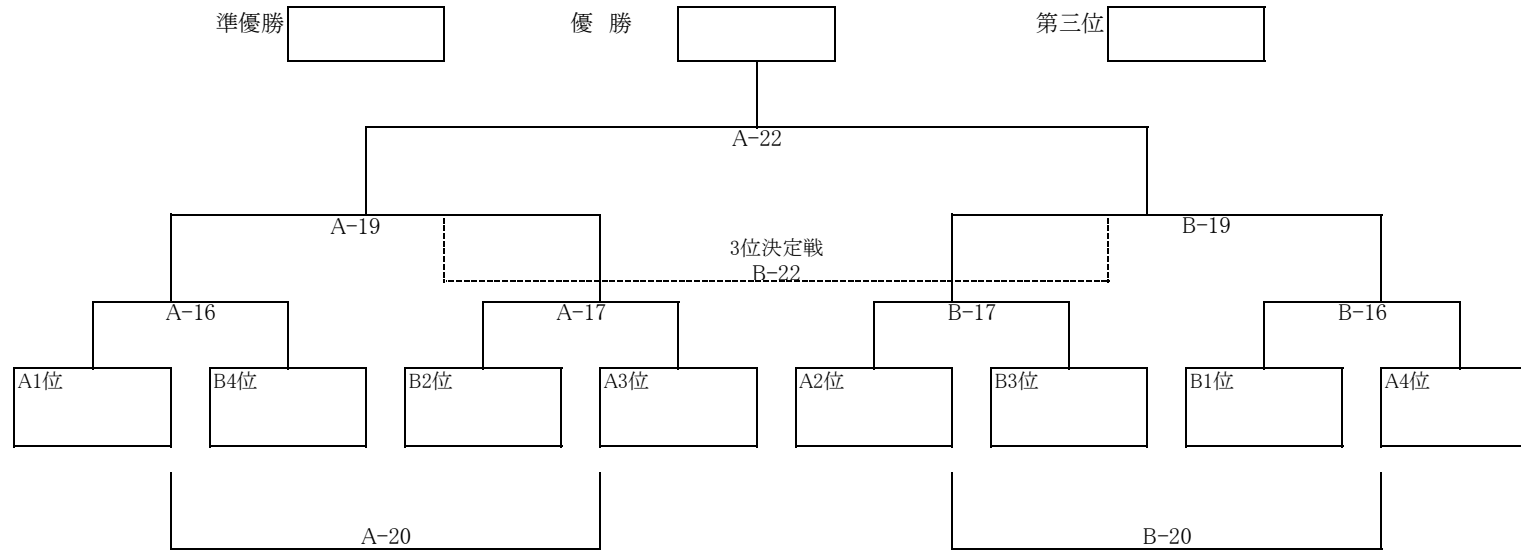 準優勝
優 勝
第三位
A-22
A-19
B-19
3位決定戦
B-22
A-16
A-17
B-17
B-16
A1位
B4位
B2位
A3位
A2位
B3位
B1位
A4位
A-20
B-20